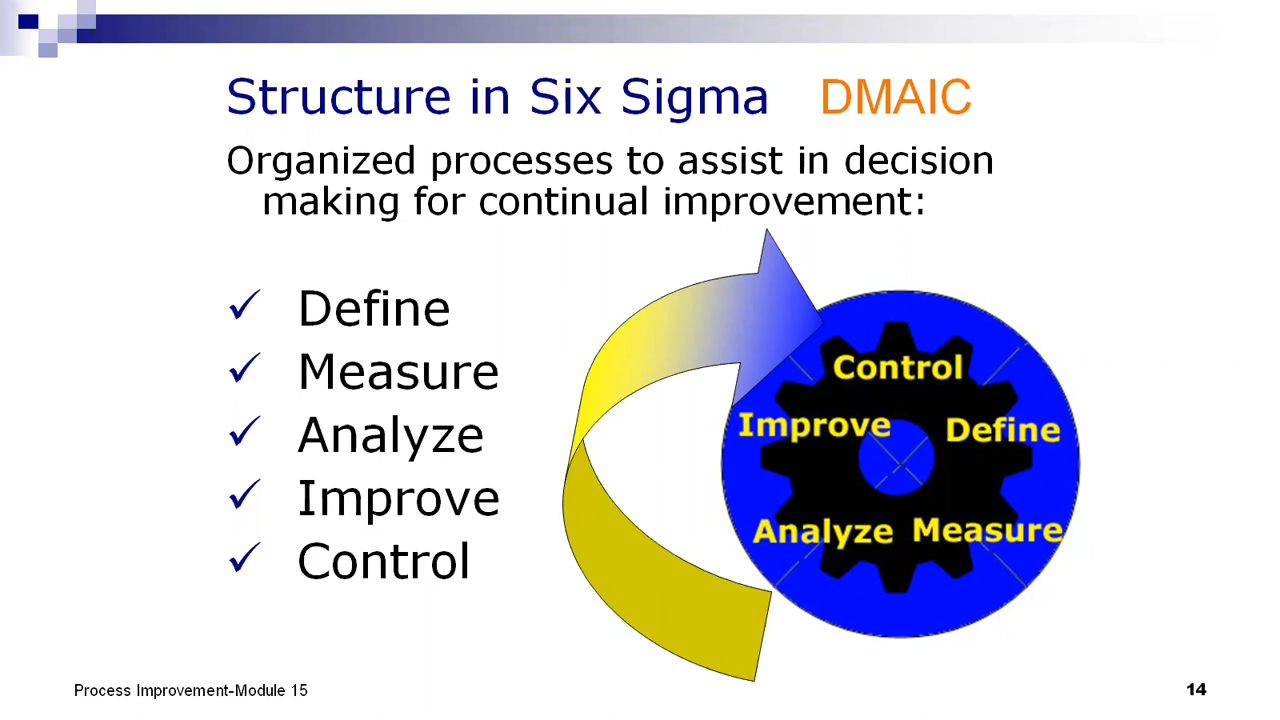 Structure in Six Sigma DMAIC
Organized processes to assist in decision
making for continual improvement:
✓ Define
✓ Measure
✓ Analyze
✓ Improve
✓ Control
Control
Improve
Define
Analyze
Measure
Process Improvement-Module 15
14